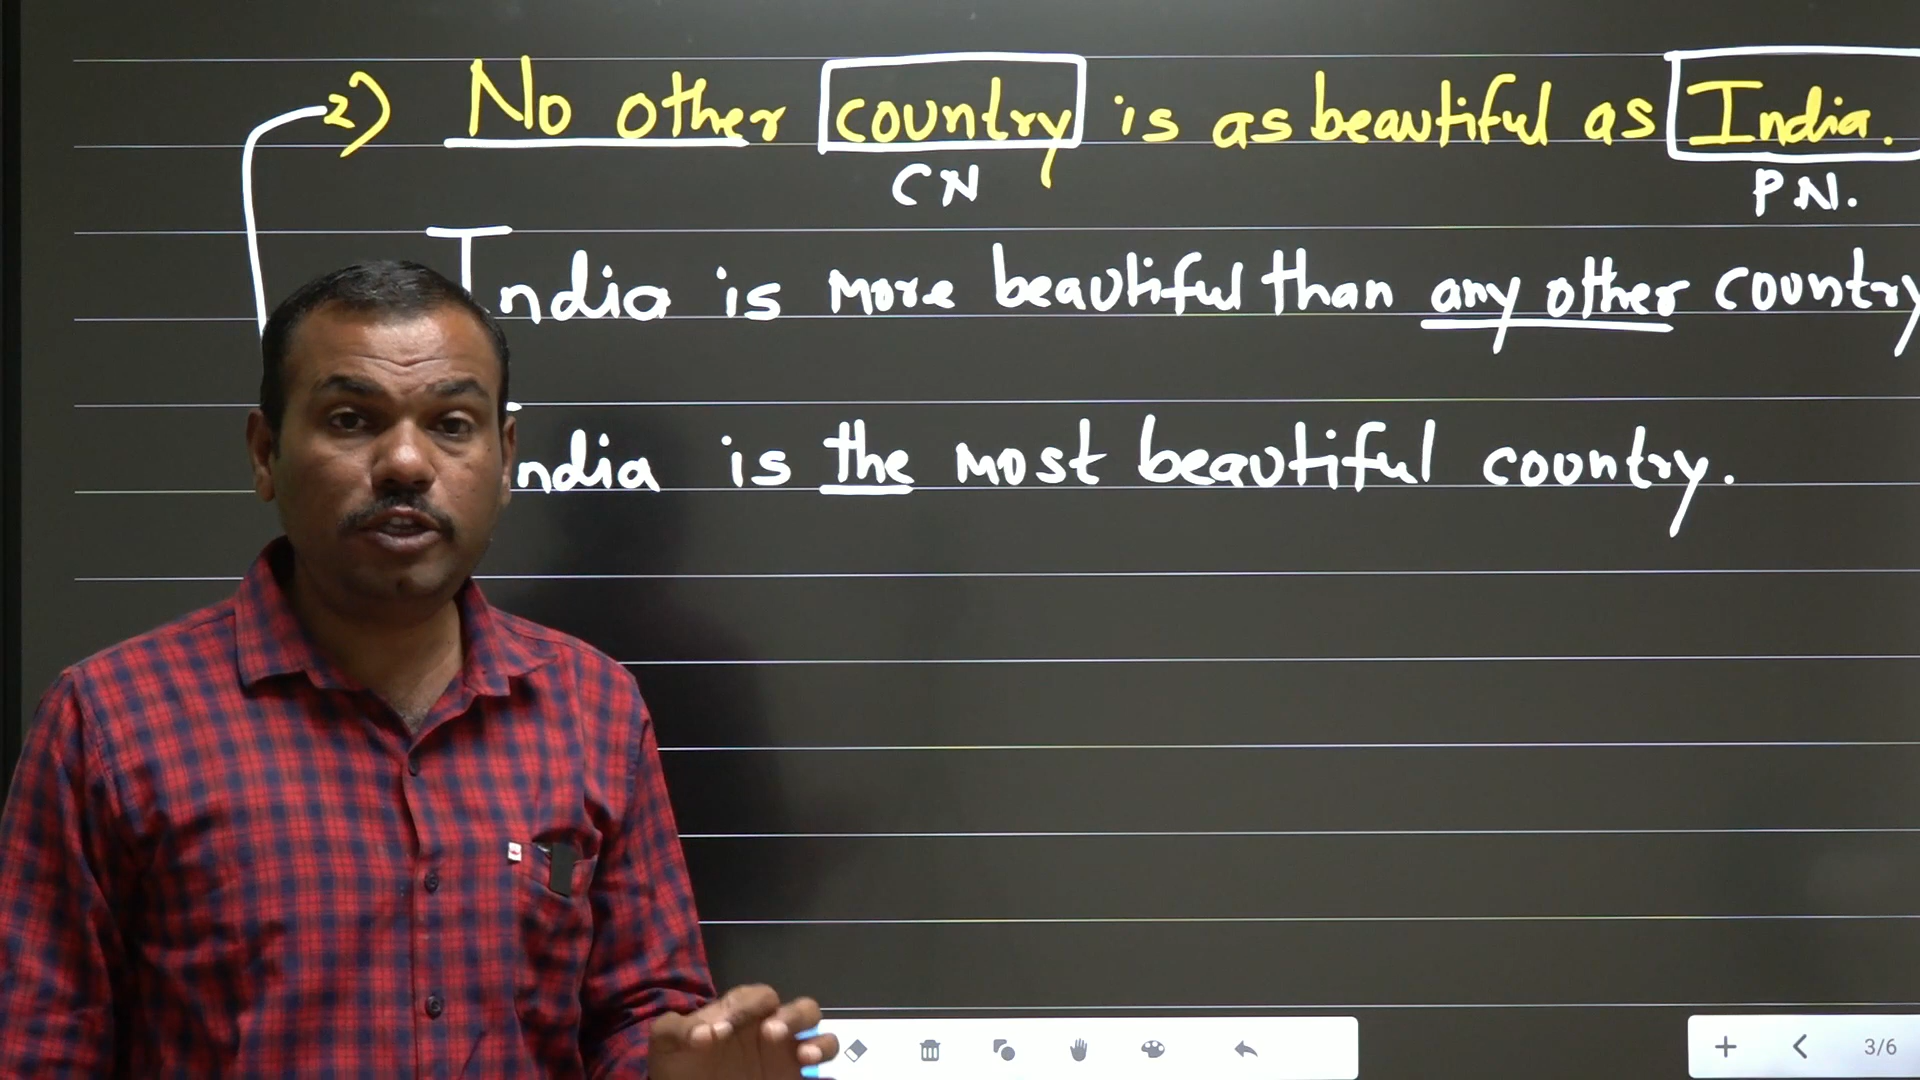 2) No other country is as beautiful as India.
CN PN.
India is more beautiful than any other country
India is the most beautiful country.
3/6